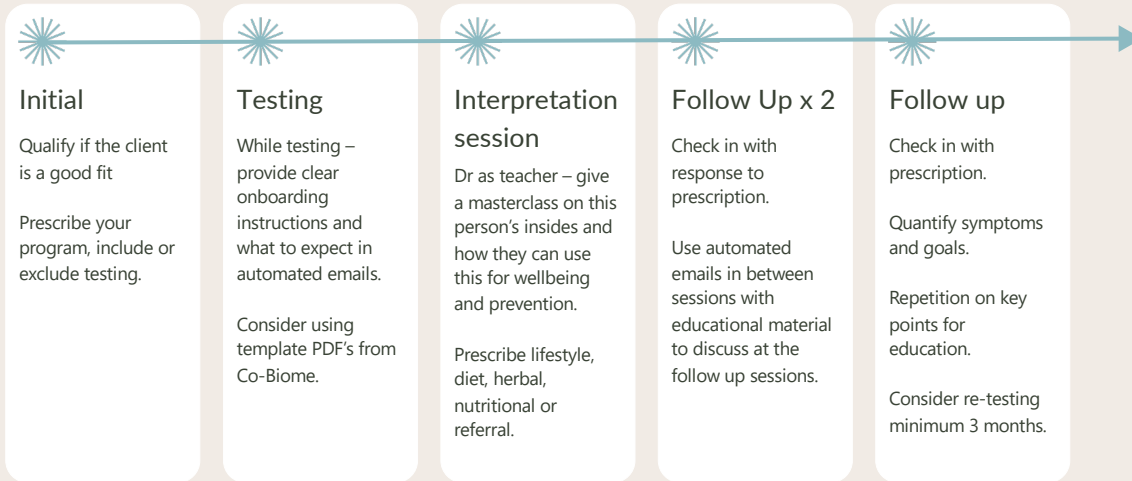 Initial
Qualify if the client
is a good fit
Prescribe your
program, include or
exclude testing.
Testing
While testing –
provide clear
onboarding
instructions and
what to expect in
automated emails.
Consider using
template PDF's from
Co-Biome.
Interpretation
session
Dr as teacher – give
a masterclass on this
person's insides and
how they can use
this for wellbeing
and prevention.
Prescribe lifestyle,
diet, herbal,
nutritional or
referral.
Follow Up x 2
Check in with
response to
prescription.
Use automated
emails in between
sessions with
educational material
to discuss at the
follow up sessions.
Follow up
Check in with
prescription.
Quantify symptoms
and goals.
Repetition on key
points for
education.
Consider re-testing
minimum 3 months.